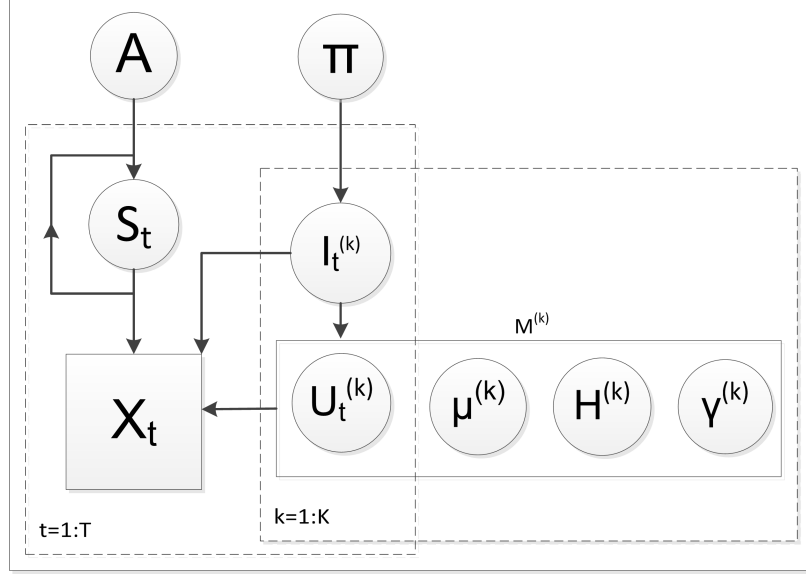 A
π
S_t
I_t^(k)
M^(k)
X_t
U_t^(k)
μ^(k)
H^(k)
γ^(k)
t=1:T
k=1:K